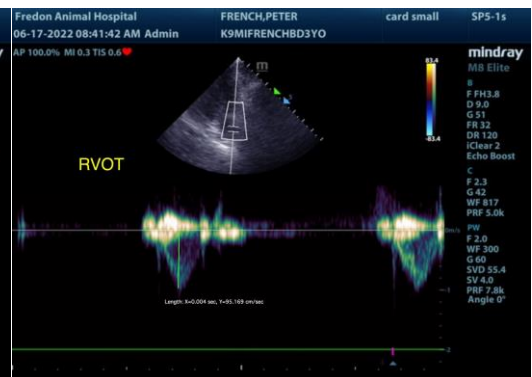 Fredon Animal Hospital FRENCH,PETER card small SP5-1s
06-17-2022 08:41:42 AM Admin K9MIFRENCHBD3YO
AP 100.0% MI 0.3 TIS 0.6
mindray
M8 Elite
m
83.4
-83.4
B
F FH3.8
D 9.0
G 51
FR 32
DR 120
iClear 2
Echo Boost
C
F 2.3
G 42
WF 817
PRF 5.0k
PW
F 2.0
WF 300
G 60
SVD 55.4
SV 4.0
PRF 7.8k
Angle 0°
RVOT
0m/s
Length: X=0.004 sec, Y=95.169 cm/sec
-1
-2